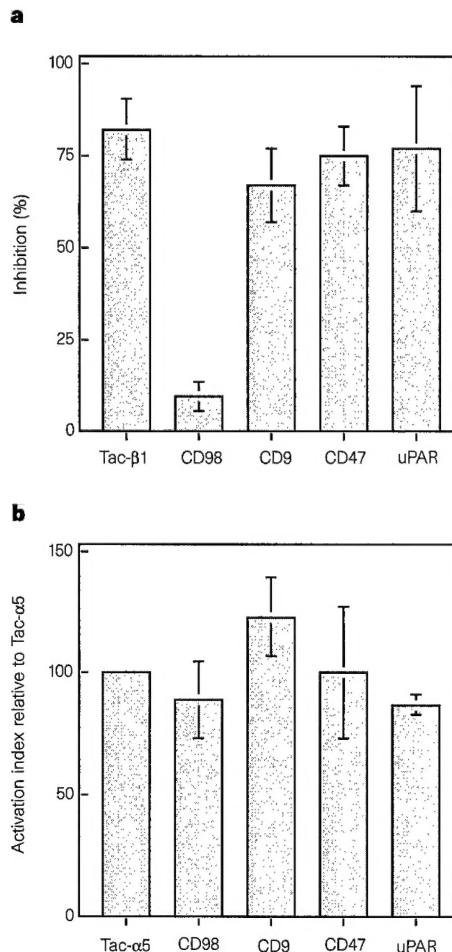 a
100
75
50
25
0
Inhibition (%)
Tac-β1 CD98 CD9 CD47 uPAR
b
150
100
50
0
Activation index relative to Tac-α5
Tac-α5 CD98 CD9 CD47 uPAR